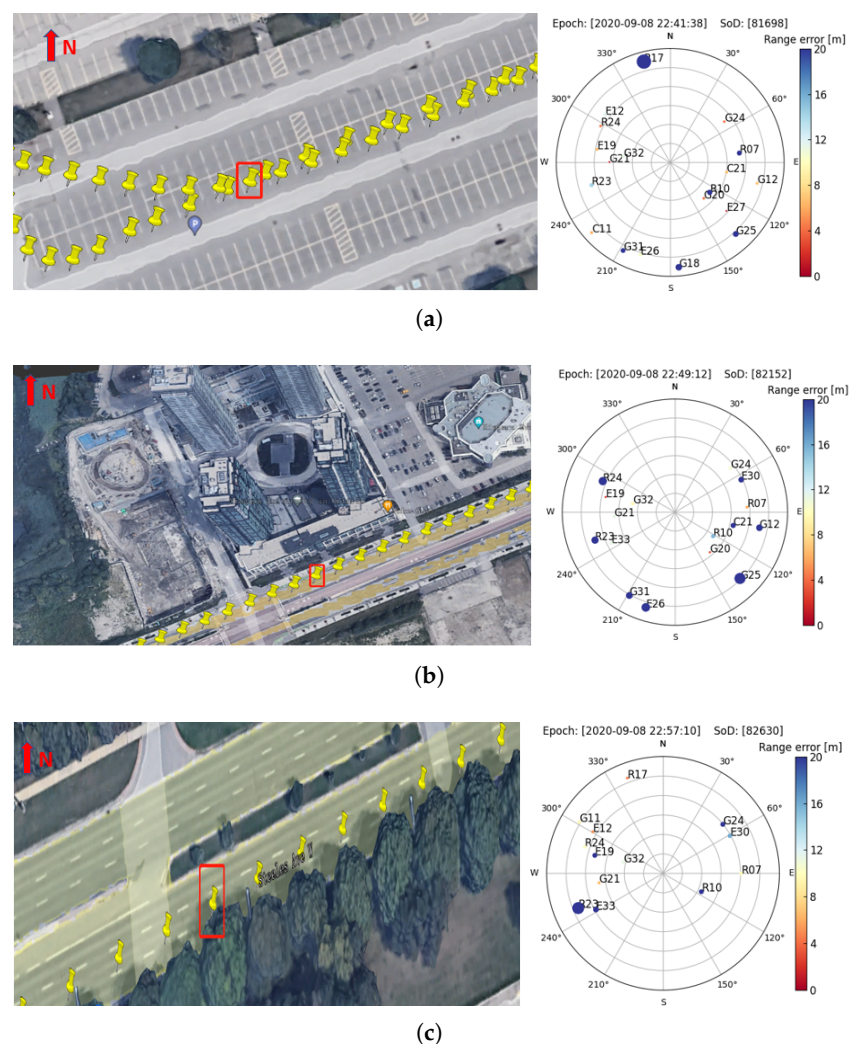 N
P
Epoch: [2020-09-08 22:41:38] SoD: [81698]
Range error [m]
N
330°
30°
300°
60°
W
E
240°
120°
210°
150°
S
R17
E12
R24
G24
E19
G32
G21
R07
C21
G12
R23
R10
G20
E27
C11
G25
G31
E26
G18
20
16
12
8
4
0
(a)
N
Epoch: [2020-09-08 22:49:12] SoD: [82152]
Range error [m]
N
330°
30°
300°
60°
W
E
240°
120°
210°
150°
S
G24
R24
E30
E19
G32
R07
G21
C21
G12
R23
E33
R10
G20
G25
G31
E26
20
16
12
8
4
0
(b)
N
Steeles Ave W
Epoch: [2020-09-08 22:57:10] SoD: [82630]
Range error [m]
N
330°
30°
300°
60°
W
E
240°
120°
210°
150°
S
R17
G11
E12
G24
E30
R24
E19
G32
R07
G21
R10
R23
E33
20
16
12
8
4
0
(c)